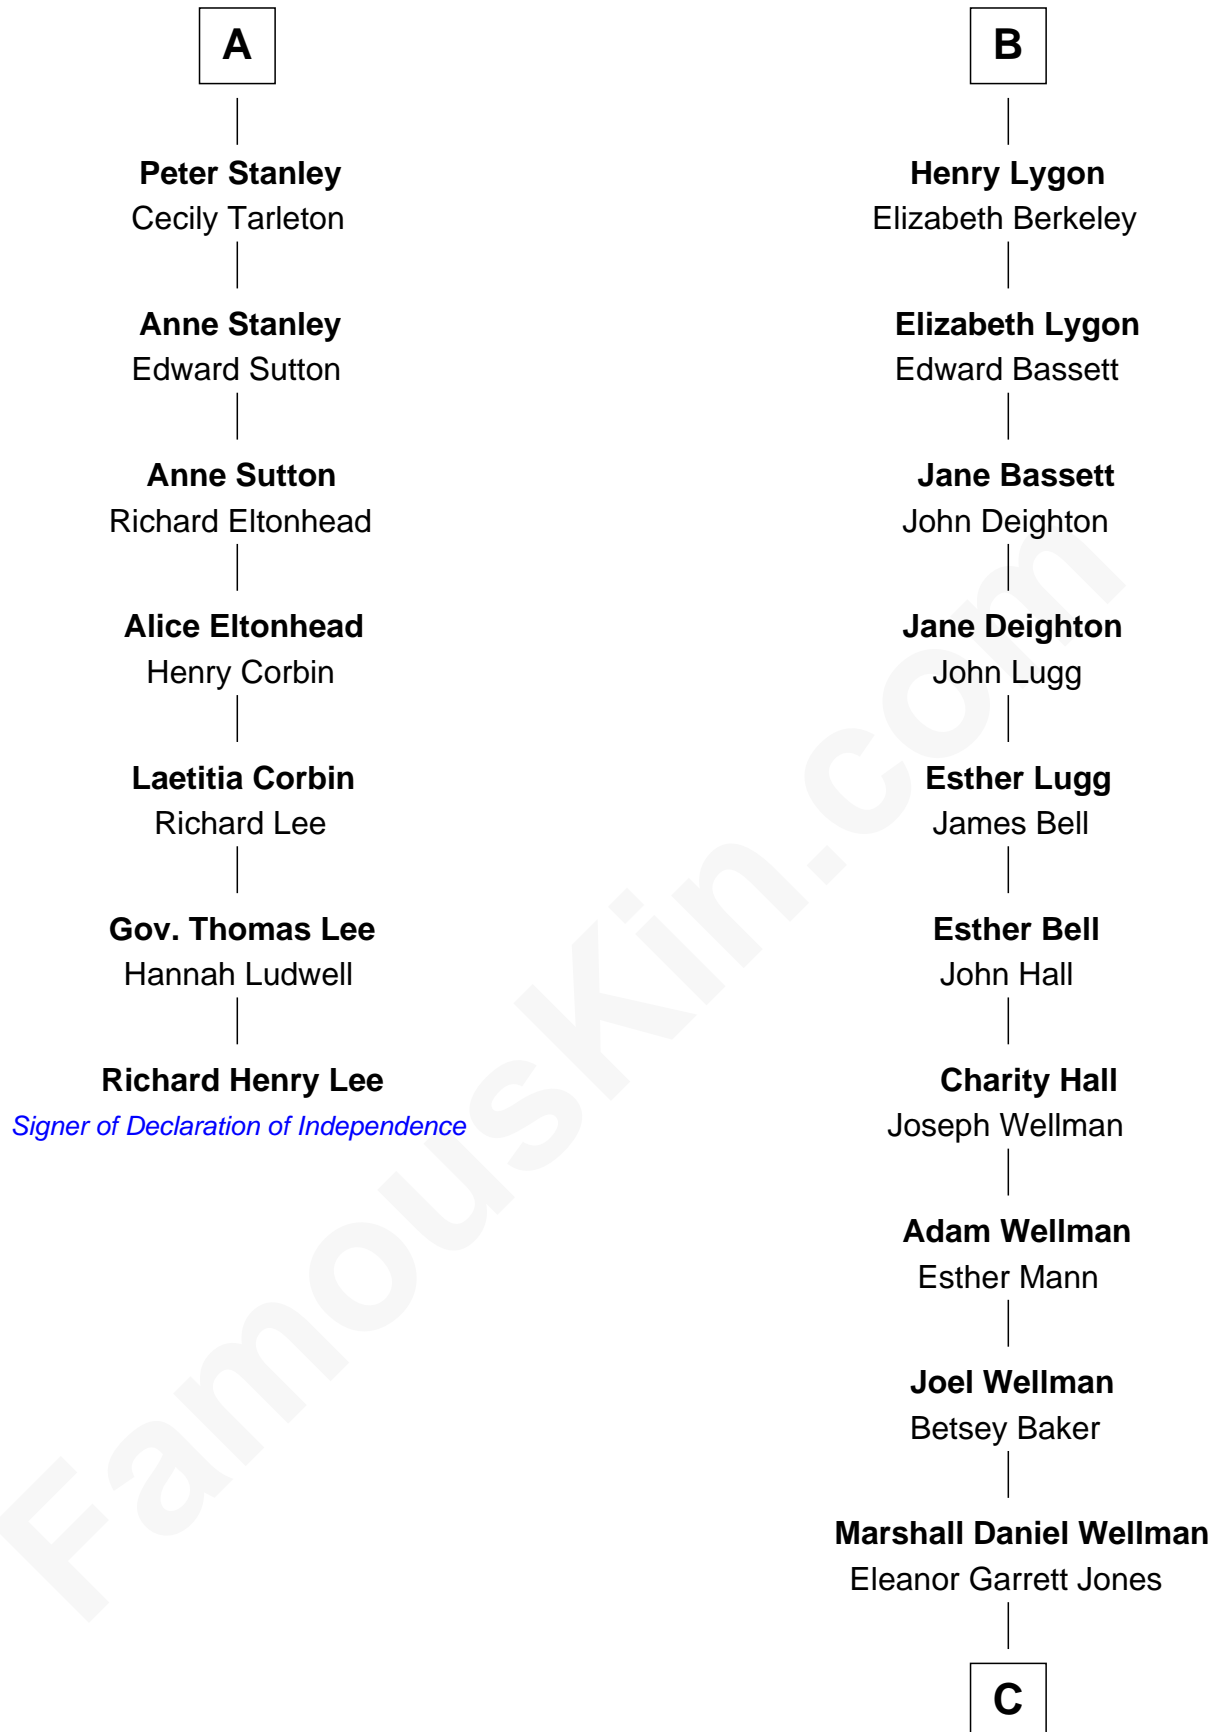 A
Peter Stanley
Cecily Tarleton
Anne Stanley
Edward Sutton
Anne Sutton
Richard Eltonhead
Alice Eltonhead
Henry Corbin
Laetitia Corbin
Richard Lee
Gov. Thomas Lee
Hannah Ludwell
Richard Henry Lee
Signer of Declaration of Independence
B
Henry Lygon
Elizabeth Berkeley
Elizabeth Lygon
Edward Bassett
Jane Bassett
John Deighton
Jane Deighton
John Lugg
Esther Lugg
James Bell
Esther Bell
John Hall
Charity Hall
Joseph Wellman
Adam Wellman
Esther Mann
Joel Wellman
Betsey Baker
Marshall Daniel Wellman
Eleanor Garrett Jones
C
FamousKin.com